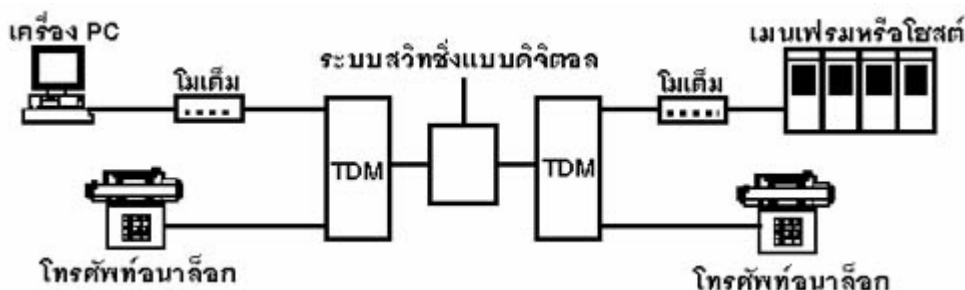 เครื่อง PC
เมนเฟรมหรือโฮสต์
ระบบสวิทชิ่งแบบดิจิตอล
โมเด็ม
โมเด็ม
TDM
TDM
โทรศัพท์อนาล็อก
โทรศัพท์อนาล็อก